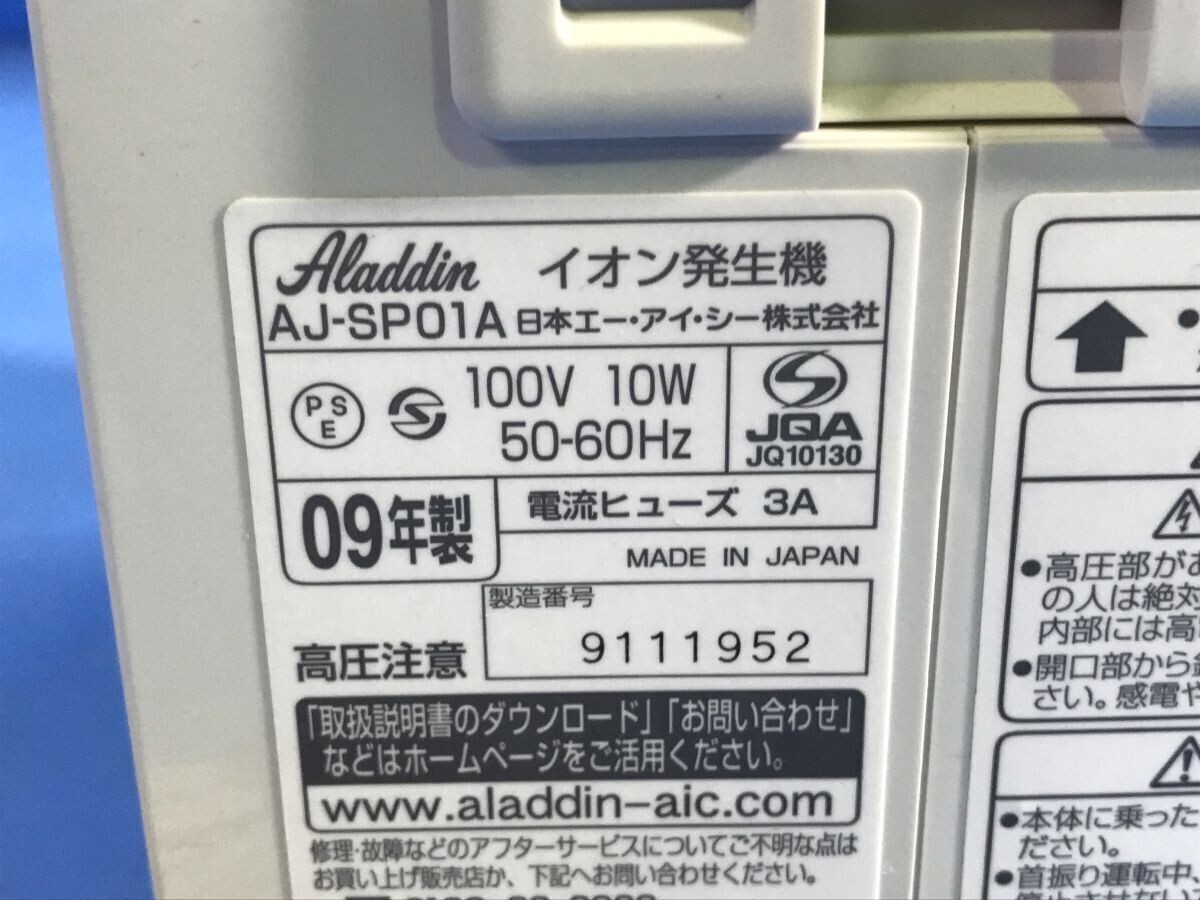 Aladdin イオン発生機
AJ-SP01A 日本エー・アイ・シー株式会社
PS
E
100V 10W
50-60Hz
JQA
JQ10130
09年製
電流ヒューズ 3A
MADE IN JAPAN
製造番号
9111952
高圧注意
「取扱説明書のダウンロード」「お問い合わせ」
などはホームページをご活用ください。
www.aladdin-aic.com
修理・故障などのアフターサービスについてご不明な点は
お買い上げ販売店か、下記へお問い合わせください。
●高圧部があ
の人は絶対
内部には高
●開口部から
さい。感電や
●本体に乗った
ださい。
●首振り運転中、